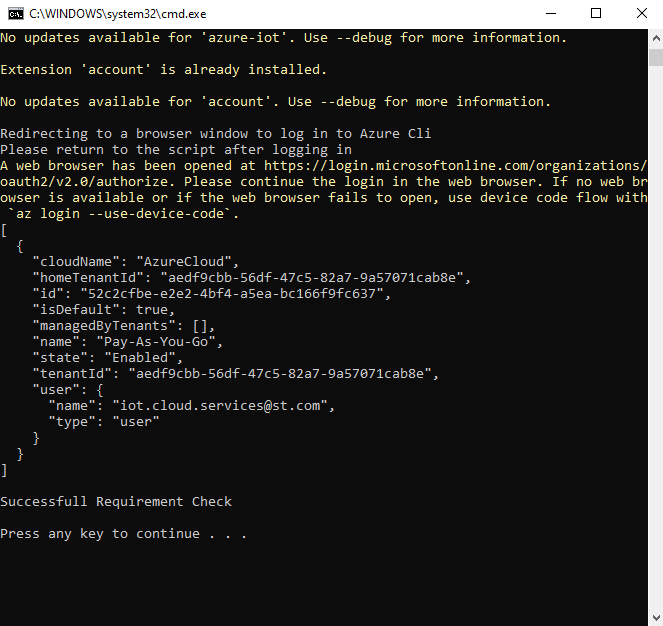 C:\WINDOWS\system32\cmd.exe
No updates available for 'azure-iot'. Use --debug for more information.
Extension 'account' is already installed.
No updates available for 'account'. Use --debug for more information.
Redirecting to a browser window to log in to Azure Cli
Please return to the script after logging in
A web browser has been opened at https://login.microsoftonline.com/organizations/
oauth2/v2.0/authorize. Please continue the login in the web browser. If no web br
owser is available or if the web browser fails to open, use device code flow with
 `az login --use-device-code`.
[
  {
    "cloudName": "AzureCloud",
    "homeTenantId": "aedf9cbb-56df-47c5-82a7-9a57071cab8e",
    "id": "52c2cfbe-e2e2-4bf4-a5ea-bc166f9fc637",
    "isDefault": true,
    "managedByTenants": [],
    "name": "Pay-As-You-Go",
    "state": "Enabled",
    "tenantId": "aedf9cbb-56df-47c5-82a7-9a57071cab8e",
    "user": {
      "name": "iot.cloud.services@st.com",
      "type": "user"
    }
  }
]
Successfull Requirement Check
Press any key to continue . . .